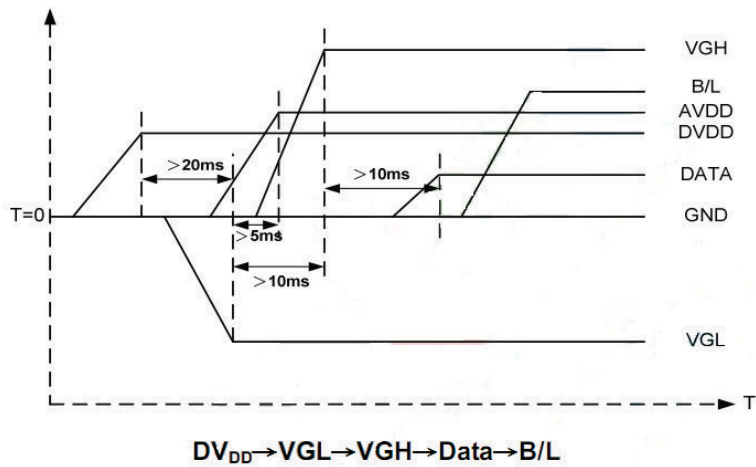 VGH
B/L
AVDD
DVDD
>20ms
>10ms
DATA
T=0
GND
>5ms
>10ms
VGL
T
DVDD→VGL→VGH→Data→B/L